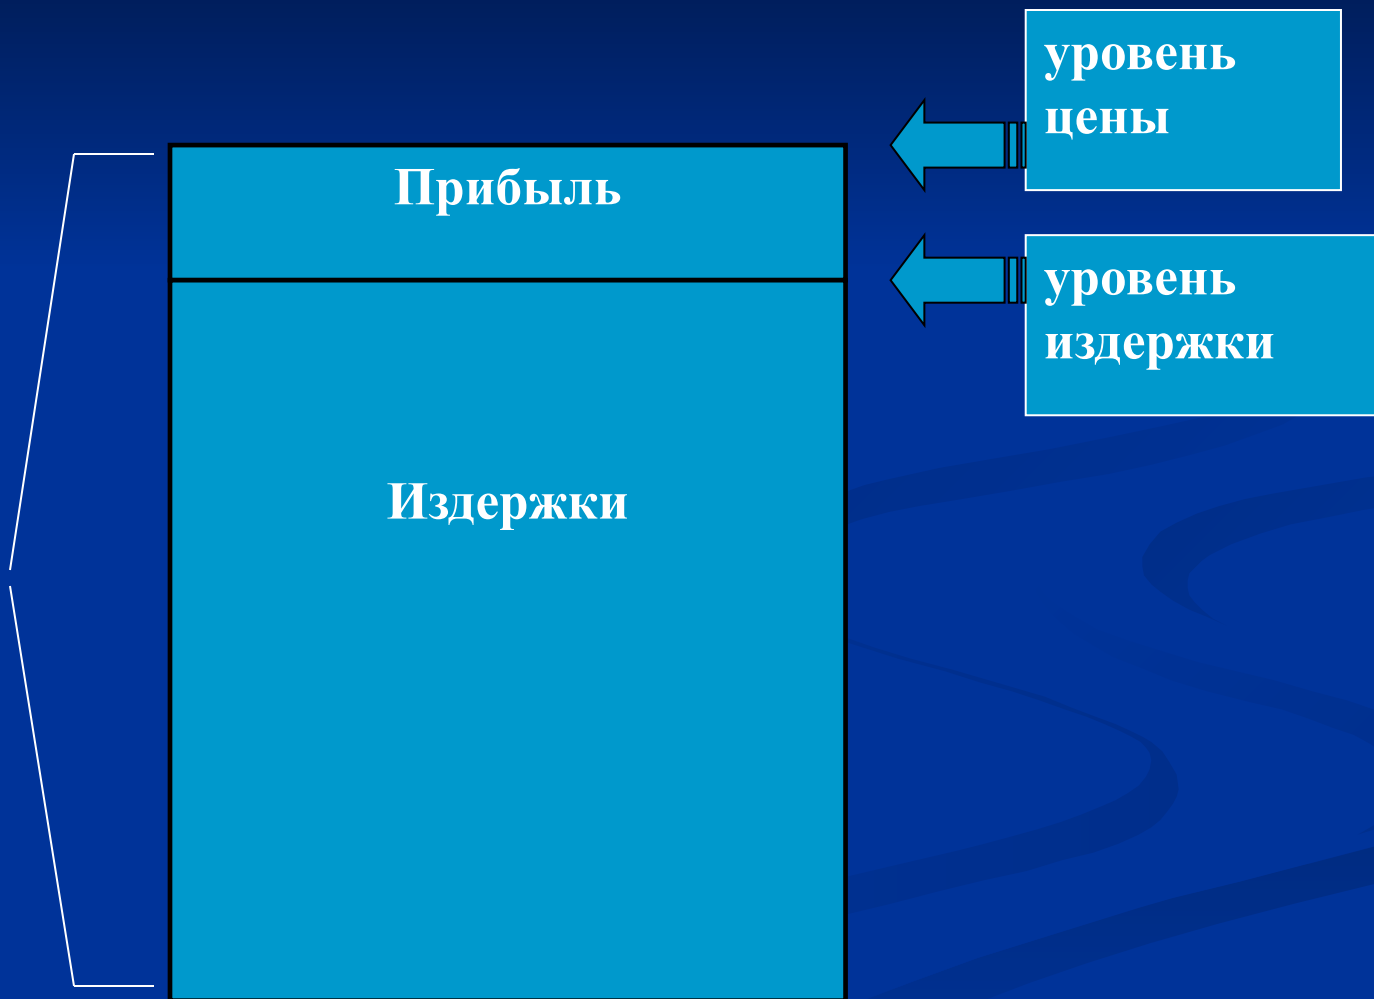 уровень
цены
Прибыль
уровень
издержки
Издержки